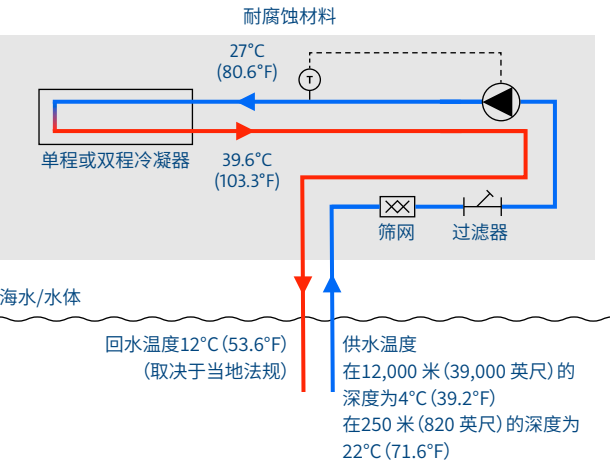 耐腐蚀材料
27°C
(80.6°F)
T
单程或双程冷凝器
39.6°C
(103.3°F)
筛网
过滤器
海水/水体
回水温度12°C（53.6°F）
（取决于当地法规）
供水温度
在12,000 米（39,000 英尺）的
深度为4°C（39.2°F）
在250 米（820 英尺）的深度为
22°C（71.6°F）